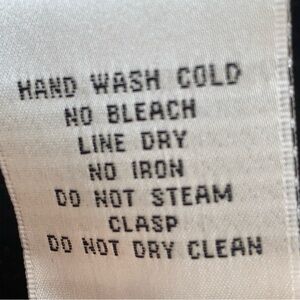 HAND WASH COLD
NO BLEACH
LINE DRY
NO IRON
DO NOT STEAM
CLASP
DO NOT DRY CLEAN